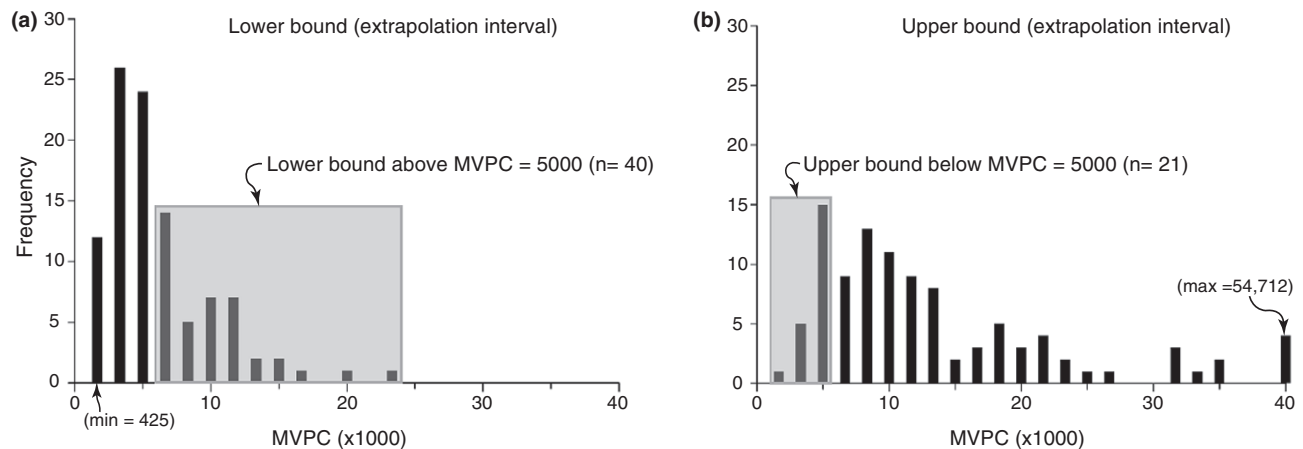 (a)
Lower bound (extrapolation interval)
30
25
20
15
10
5
0
Frequency
Lower bound above MVPC = 5000 (n= 40)
0
10
20
30
40
(min = 425)
MVPC (x1000)
(b)
Upper bound (extrapolation interval)
30
25
20
15
10
5
0
Upper bound below MVPC = 5000 (n= 21)
(max =54,712)
0
10
20
30
40
MVPC (x1000)